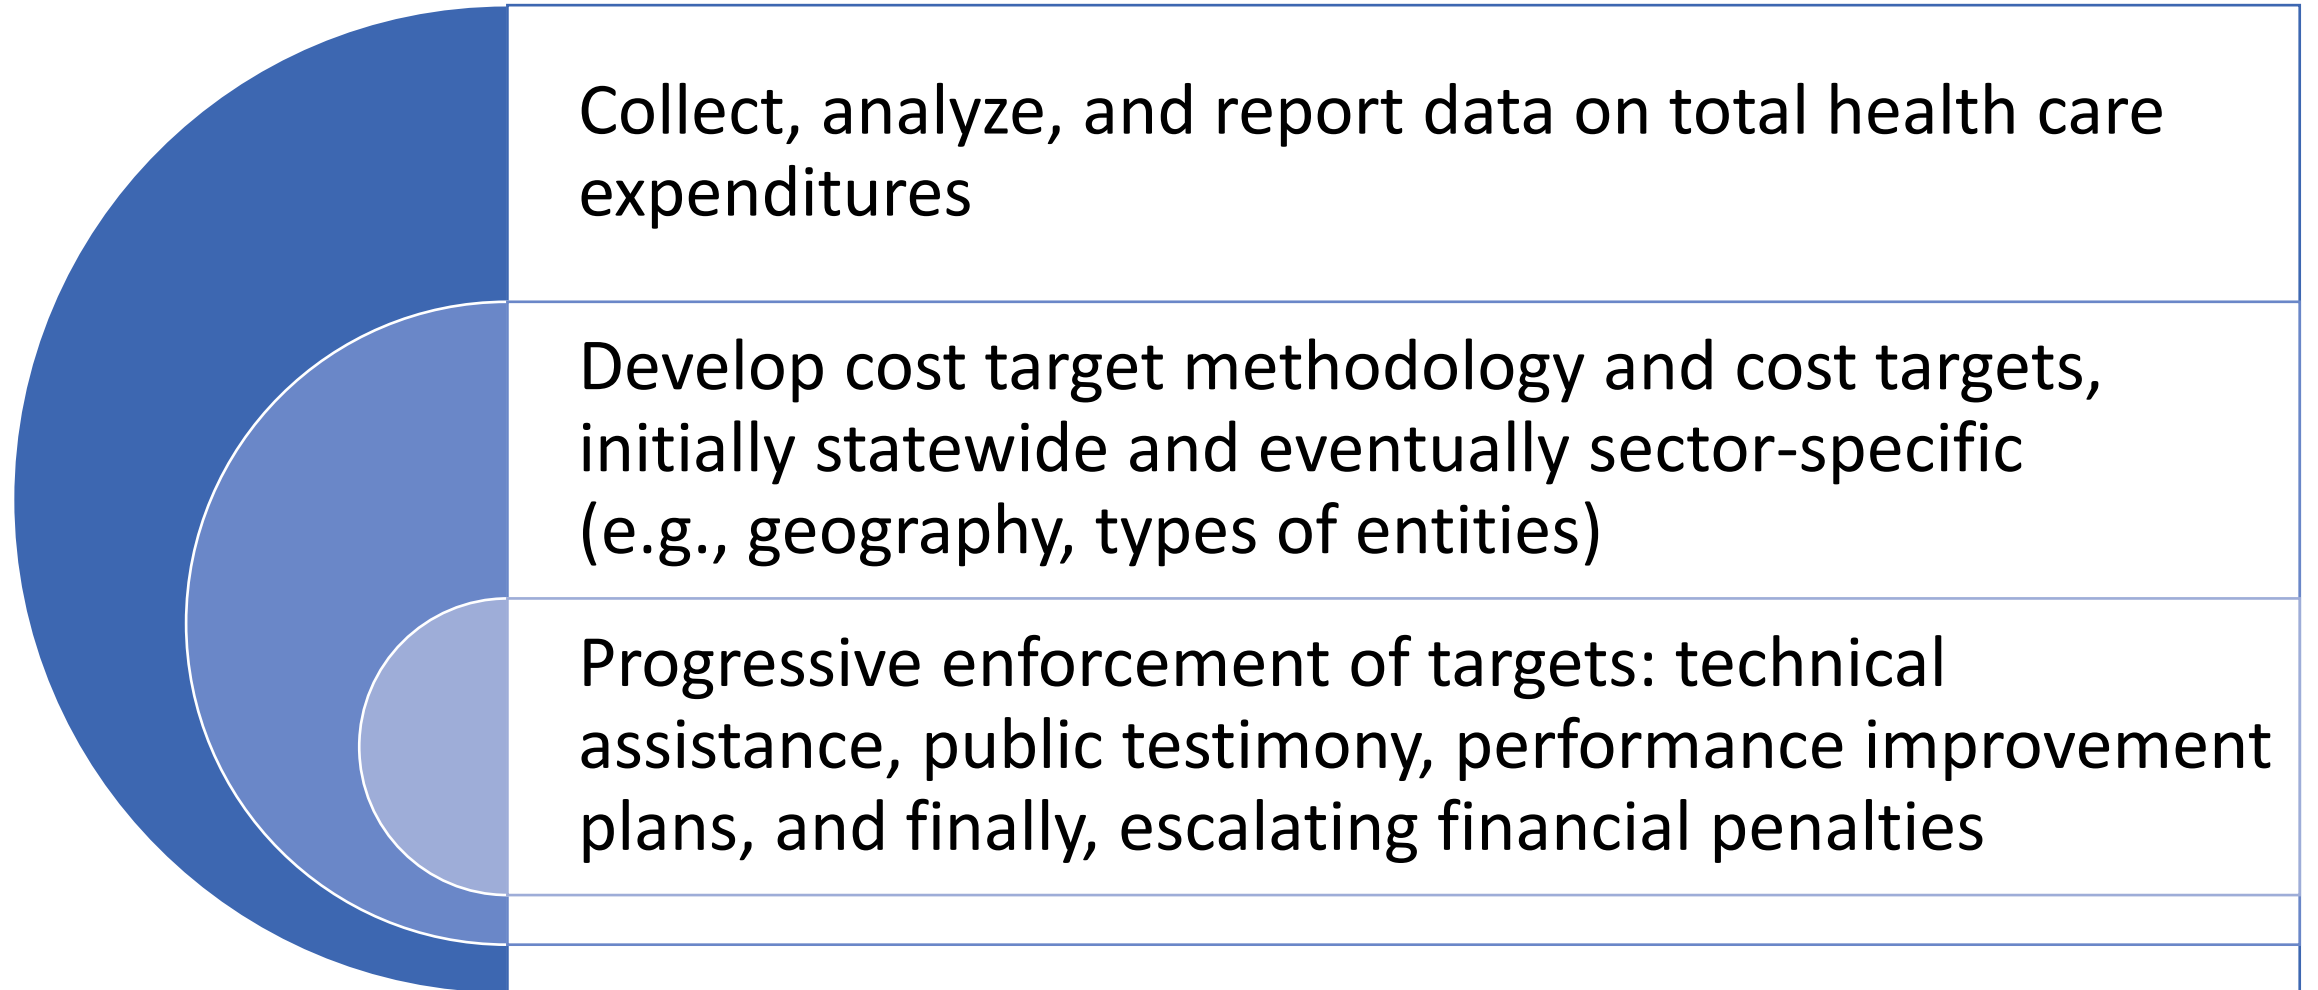 Collect, analyze, and report data on total health care
expenditures
Develop cost target methodology and cost targets,
initially statewide and eventually sector-specific
(e.g., geography, types of entities)
Progressive enforcement of targets: technical
assistance, public testimony, performance improvement
plans, and finally, escalating financial penalties